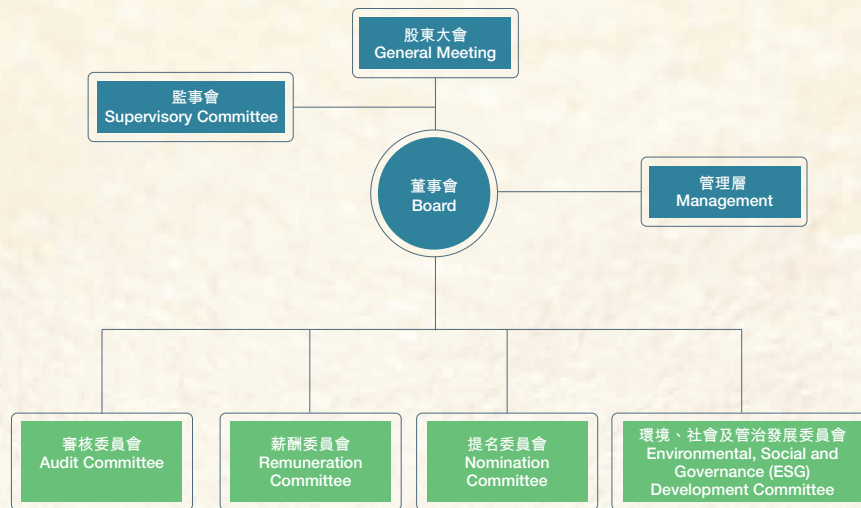 股東大會
General Meeting
監事會
Supervisory Committee
董事會
Board
管理層
Management
審核委員會
Audit Committee
薪酬委員會
Remuneration
Committee
提名委員會
Nomination
Committee
環境、社會及管治發展委員會
Environmental, Social and
Governance (ESG)
Development Committee